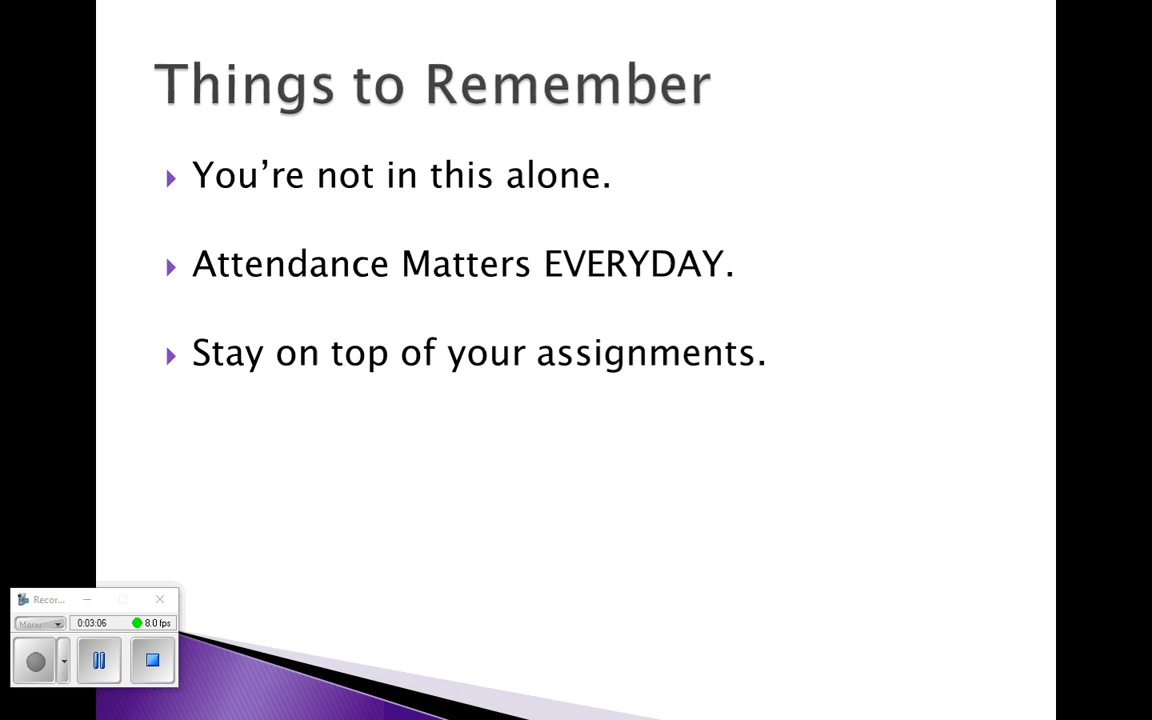 Things to Remember
You’re not in this alone.
Attendance Matters EVERYDAY.
Stay on top of your assignments.
Recor...
Menu 0:03:06 8.0 fps